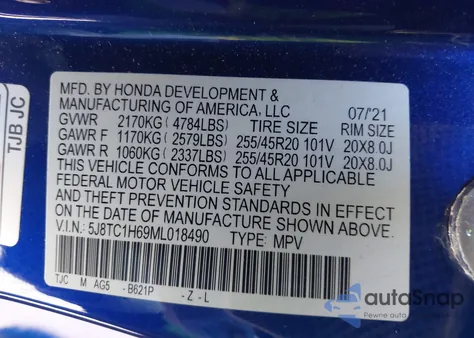 TJB JC
MFD. BY HONDA DEVELOPMENT &
MANUFACTURING OF AMERICA, LLC 07/'21
GVWR 2170KG (4784LBS) TIRE SIZE RIM SIZE
GAWR F 1170KG (2579LBS) 255/45R20 101V 20X8.0J
GAWR R 1060KG (2337LBS) 255/45R20 101V 20X8.0J
THIS VEHICLE CONFORMS TO ALL APPLICABLE
FEDERAL MOTOR VEHICLE SAFETY
AND THEFT PREVENTION STANDARDS IN EFFECT
ON THE DATE OF MANUFACTURE SHOWN ABOVE.
V.I.N.: 5J8TC1H69ML018490 TYPE: MPV
TJC M AG5 - B621P - Z - L
autoSnap
Pewne auto